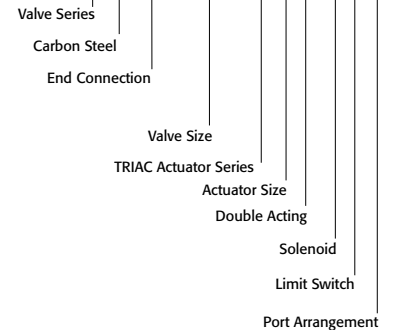 Valve Series
Carbon Steel
End Connection
Valve Size
TRIAC Actuator Series
Actuator Size
Double Acting
Solenoid
Limit Switch
Port Arrangement